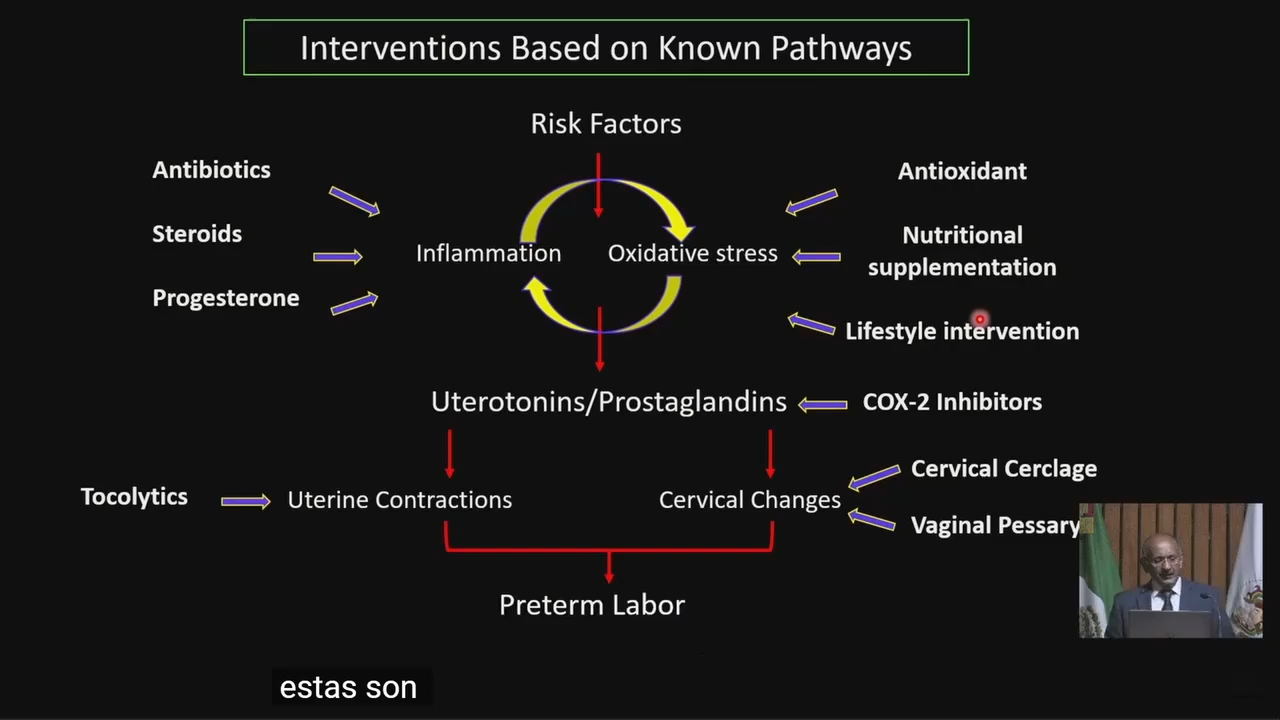 Interventions Based on Known Pathways
Risk Factors
Antibiotics
Antioxidant
Steroids
Nutritional
supplementation
Inflammation
Oxidative stress
Progesterone
Lifestyle intervention
Uterotonins/Prostaglandins
COX-2 Inhibitors
Cervical Cerclage
Tocolytics
Uterine Contractions
Cervical Changes
Vaginal Pessary
Preterm Labor
estas son